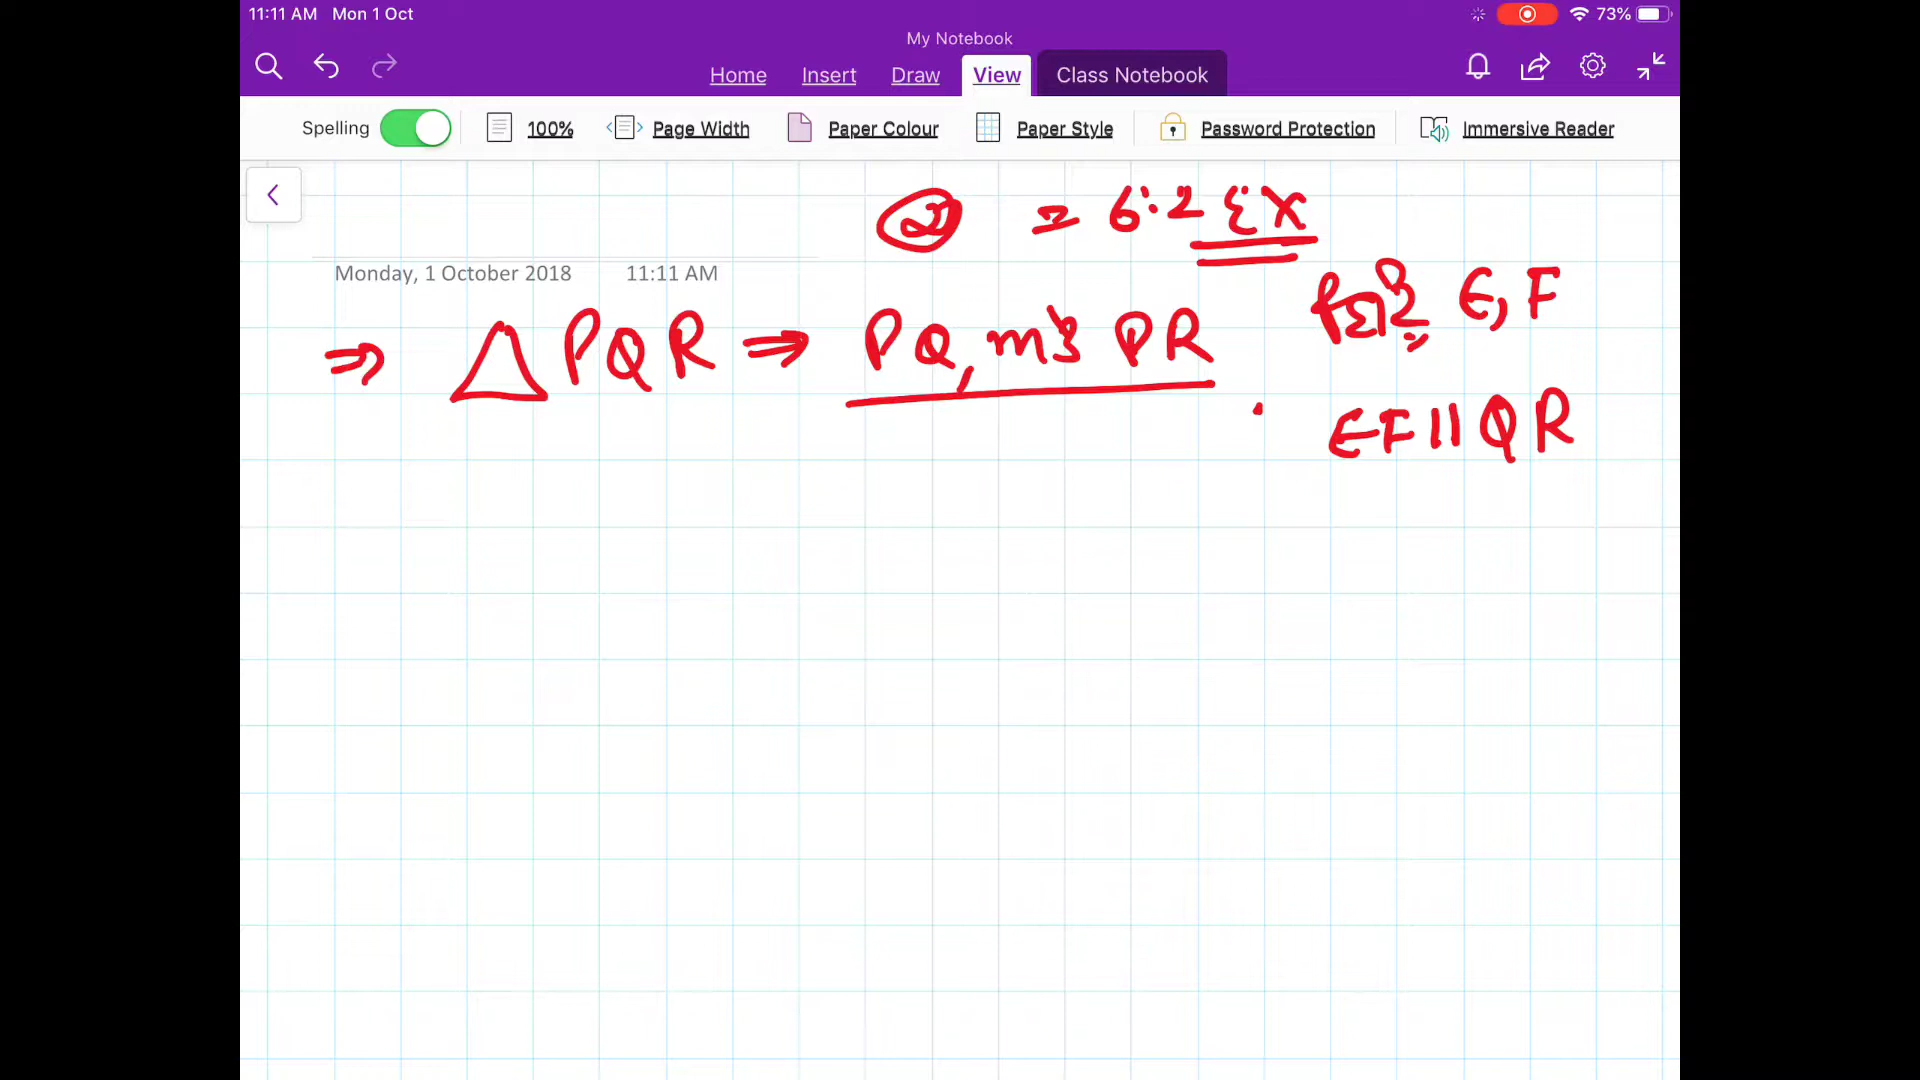 11:11 AM Mon 1 Oct 73%
My Notebook
Home Insert Draw View Class Notebook
Spelling 100% Page Width Paper Colour Paper Style Password Protection Immersive Reader
② = 6.2 EX
Monday, 1 October 2018 11:11 AM
E, F
⇒ △ PQR ⇒ PQ, PR
EF || QR